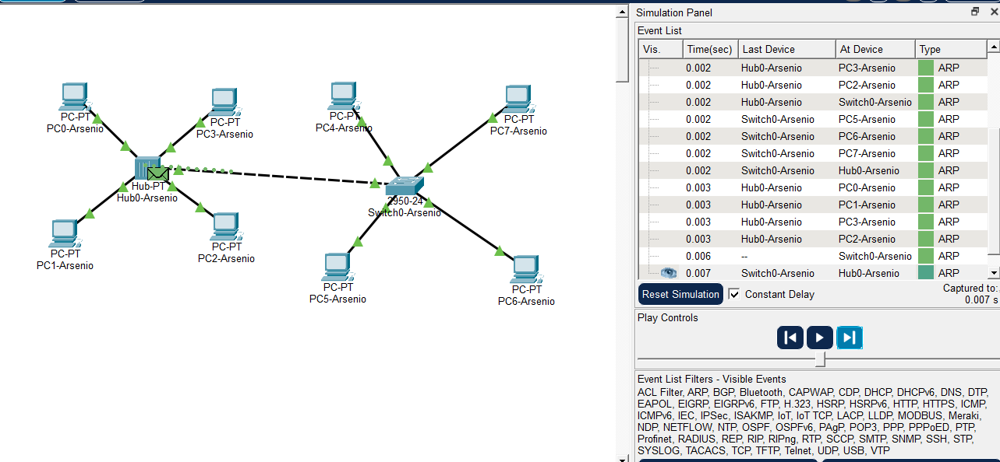 PC-PT
PC0-Arsenio
PC-PT
PC3-Arsenio
PC-PT
PC4-Arsenio
PC-PT
PC7-Arsenio
Hub-PT
Hub0-Arsenio
2950-24
Switch0-Arsenio
PC-PT
PC1-Arsenio
PC-PT
PC2-Arsenio
PC-PT
PC5-Arsenio
PC-PT
PC6-Arsenio
Simulation Panel
Event List
Vis. Time(sec) Last Device At Device Type
0.002 Hub0-Arsenio PC3-Arsenio ARP
0.002 Hub0-Arsenio PC2-Arsenio ARP
0.002 Hub0-Arsenio Switch0-Arsenio ARP
0.002 Switch0-Arsenio PC5-Arsenio ARP
0.002 Switch0-Arsenio PC6-Arsenio ARP
0.002 Switch0-Arsenio PC7-Arsenio ARP
0.002 Switch0-Arsenio Hub0-Arsenio ARP
0.003 Hub0-Arsenio PC0-Arsenio ARP
0.003 Hub0-Arsenio PC1-Arsenio ARP
0.003 Hub0-Arsenio PC3-Arsenio ARP
0.003 Hub0-Arsenio PC2-Arsenio ARP
0.006 -- Switch0-Arsenio ARP
0.007 Switch0-Arsenio Hub0-Arsenio ARP
Reset Simulation Constant Delay
Captured to:
0.007 s
Play Controls
Event List Filters - Visible Events
ACL Filter, ARP, BGP, Bluetooth, CAPWAP, CDP, DHCP, DHCPv6, DNS, DTP,
EAPOL, EIGRP, EIGRPv6, FTP, H.323, HSRP, HSRPv6, HTTP, HTTPS, ICMP,
ICMPv6, IEC, IPSec, ISAKMP, IoT, IoT TCP, LACP, LLDP, MODBUS, Meraki,
NDP, NETFLOW, NTP, OSPF, OSPFv6, PAgP, POP3, PPP, PPPoED, PTP,
Profinet, RADIUS, REP, RIP, RIPng, RTP, SCCP, SMTP, SNMP, SSH, STP,
SYSLOG, TACACS, TCP, TFTP, Telnet, UDP, USB, VTP